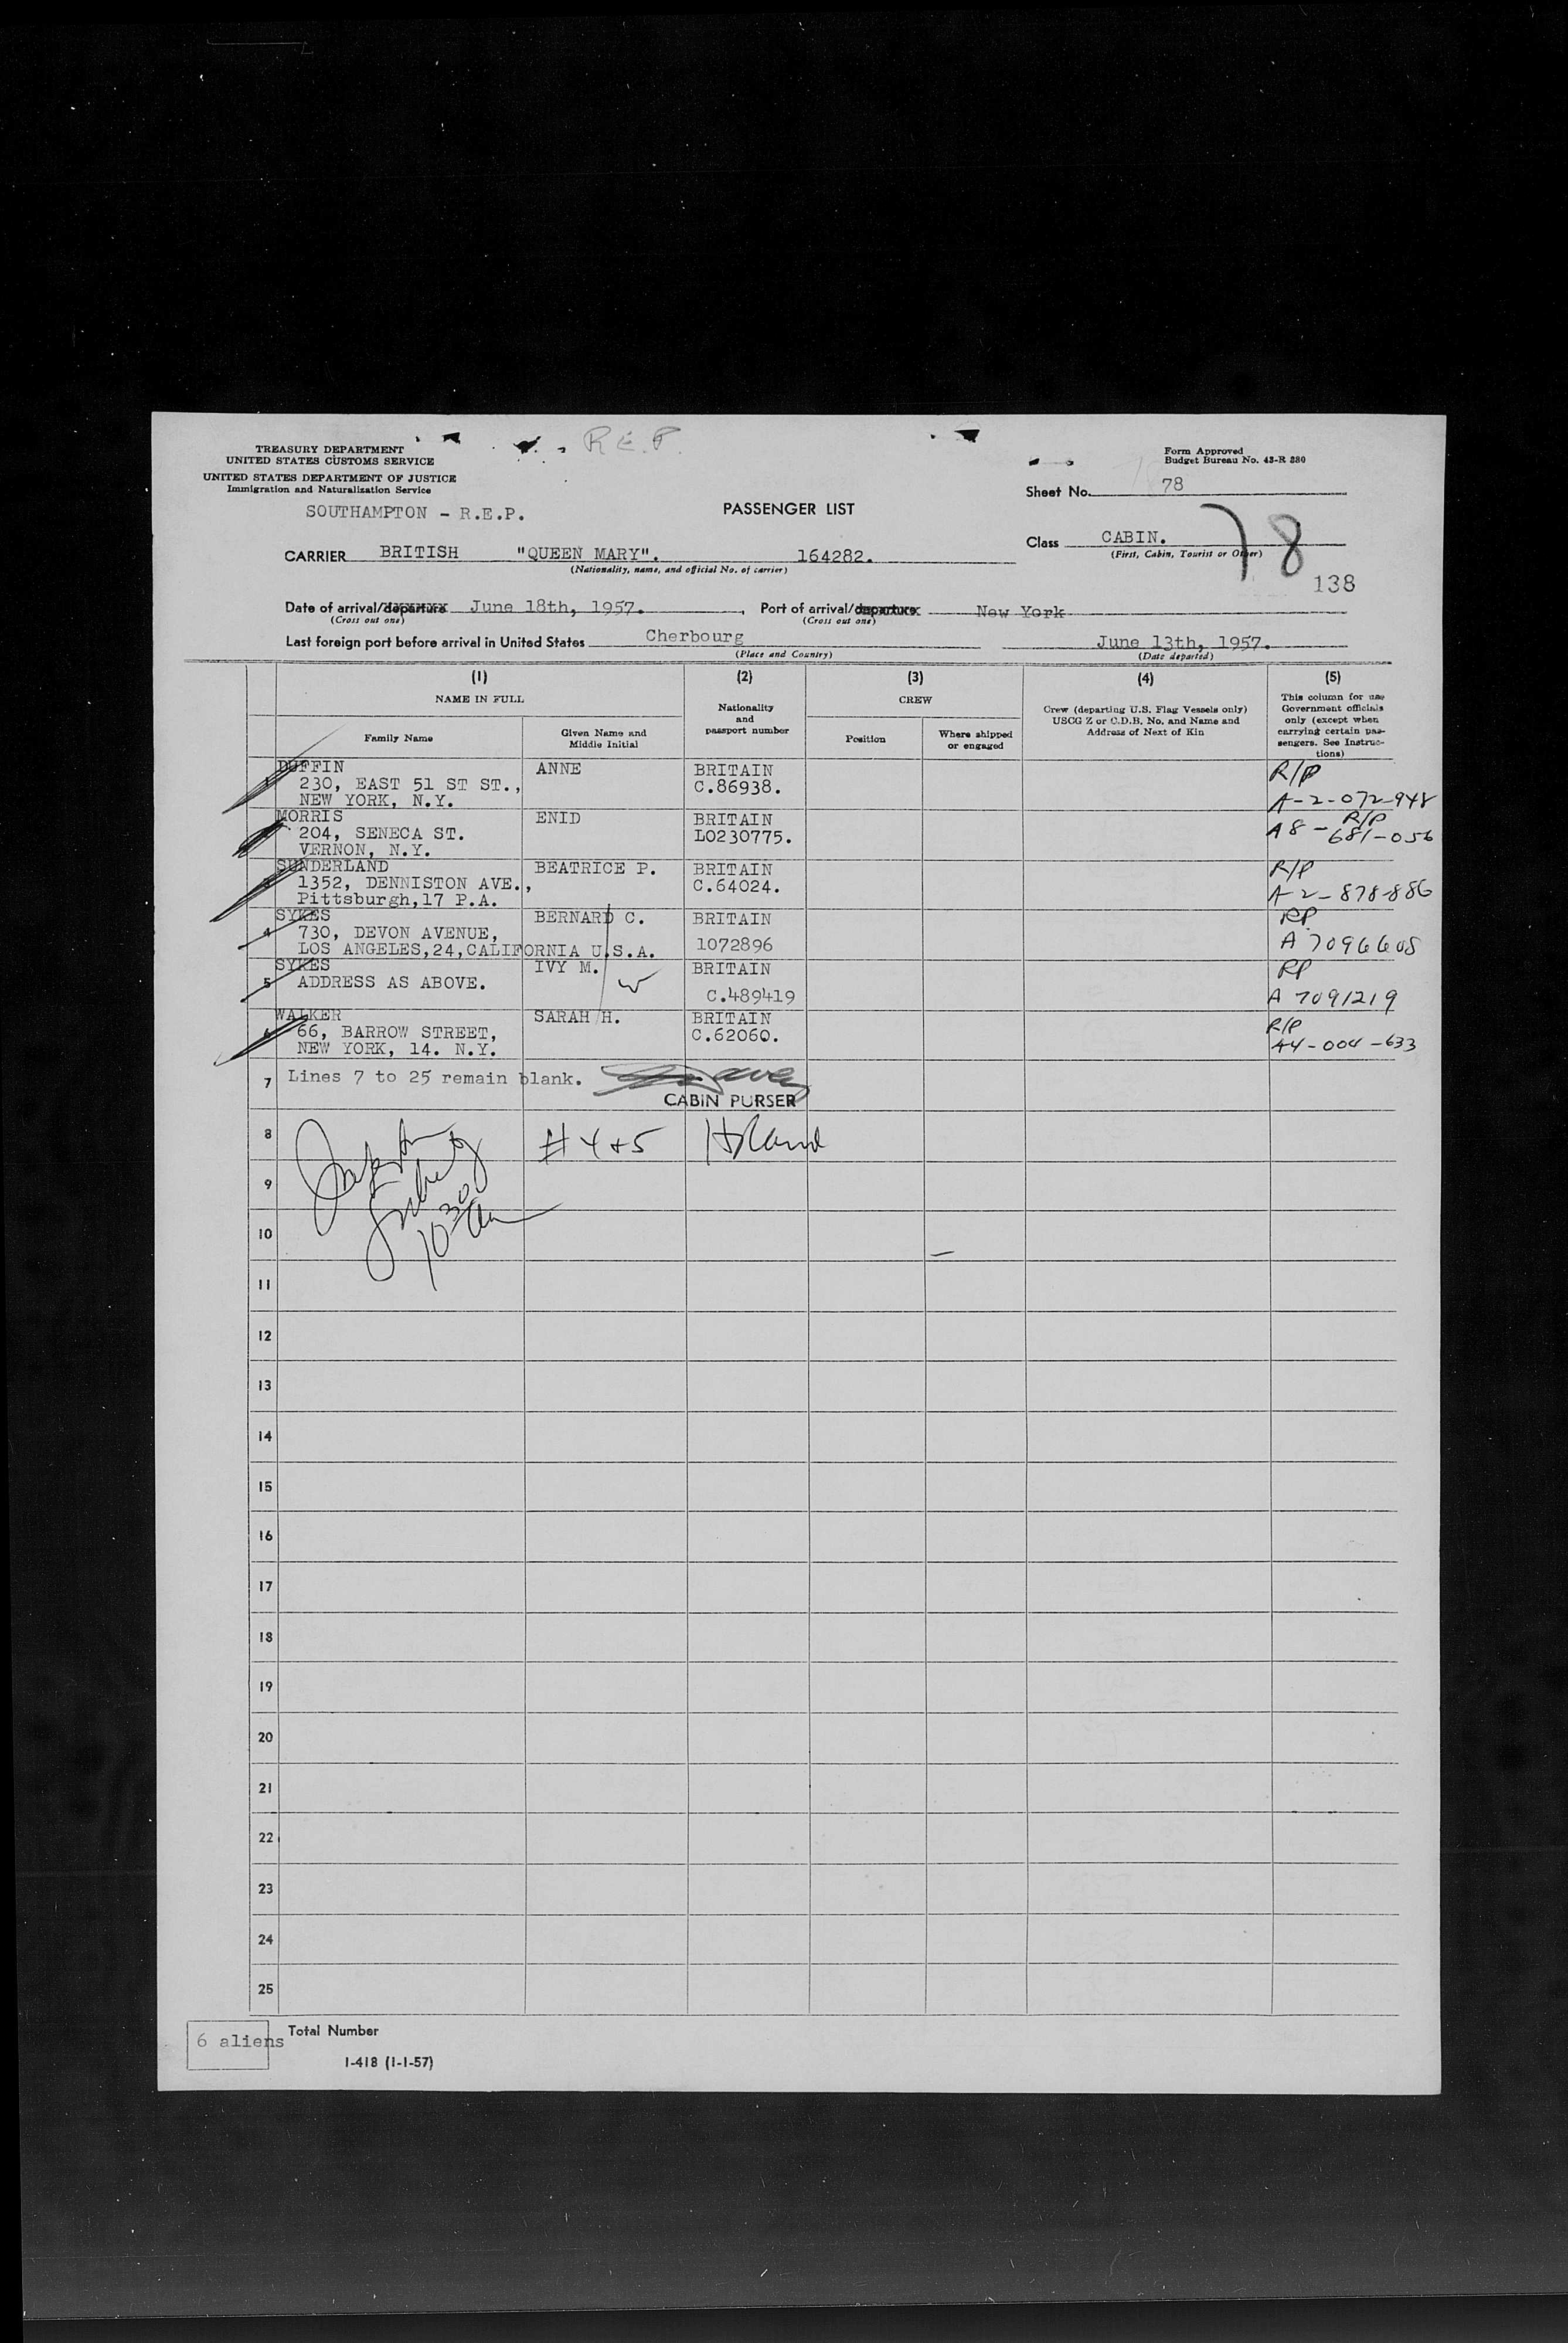 R.E.P.
TREASURY DEPARTMENT
UNITED STATES CUSTOMS SERVICE
UNITED STATES DEPARTMENT OF JUSTICE
Immigration and Naturalization Service
Form Approved
Budget Bureau No. 43-R 380
Sheet No. 78
SOUTHAMPTON - R.E.P.
PASSENGER LIST
Class CABIN.
(First, Cabin, Tourist or Other)
78
138
CARRIER BRITISH "QUEEN MARY". 164282.
(Nationality, name, and official No. of carrier)
Date of arrival/departure June 18th, 1957. Port of arrival/departure New York
(Cross out one) (Cross out one)
Last foreign port before arrival in United States Cherbourg June 13th, 1957.
(Place and Country) (Date departed)
(1) (2) (3) (4) (5)
NAME IN FULL
Family Name
Given Name and
Middle Initial
Nationality
and
passport number
CREW
Position
Where shipped
or engaged
Crew (departing U.S. Flag Vessels only)
USCG Z or C.D.B. No. and Name and
Address of Next of Kin
This column for use
Government officials
only (except when
carrying certain pas-
sengers. See Instruc-
tions)
DUFFIN ANNE BRITAIN R/P
1 230, EAST 51 ST ST., C.86938.
NEW YORK, N.Y. A-2-072-948
MORRIS ENID BRITAIN R/P
204, SENECA ST. L0230775. A8-681-056
VERNON, N.Y.
SUNDERLAND BEATRICE P. BRITAIN R/P
3 1352, DENNISTON AVE., C.64024.
Pittsburgh,17 P.A. A-2-878-886
SYKES BERNARD C. BRITAIN RP
4 730, DEVON AVENUE, 1072896 A 7096605
LOS ANGELES,24,CALIFORNIA U.S.A.
SYKES IVY M. BRITAIN RP
5 ADDRESS AS ABOVE. C.489419 A 7091219
WALKER SARAH H. BRITAIN R/P
6 66, BARROW STREET, C.62060. A4-004-633
NEW YORK, 14. N.Y.
7 Lines 7 to 25 remain blank.
CABIN PURSER
8 #4+5
9
10 10 30
11
12
13
14
15
16
17
18
19
20
21
22
23
24
25
6 aliens Total Number
I-418 (1-1-57)